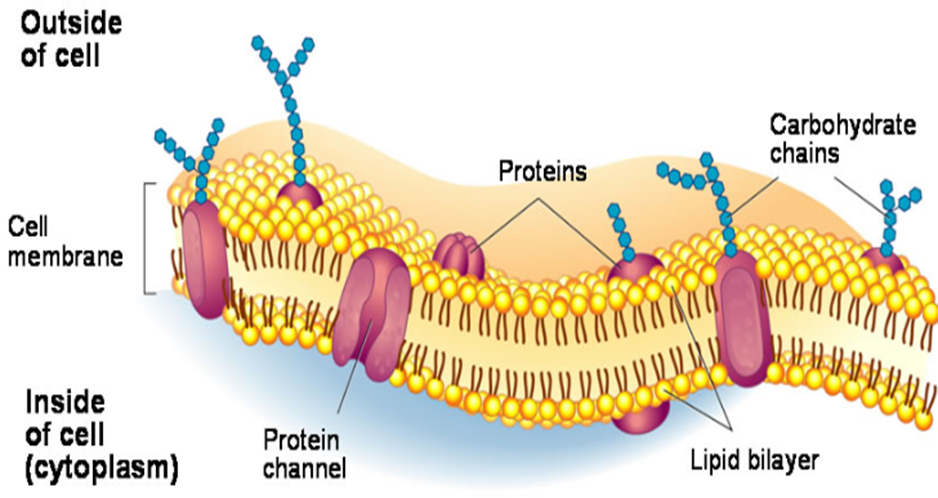 Outside
of cell
Carbohydrate
chains
Proteins
Cell
membrane
Inside
of cell
(cytoplasm)
Protein
channel
Lipid bilayer